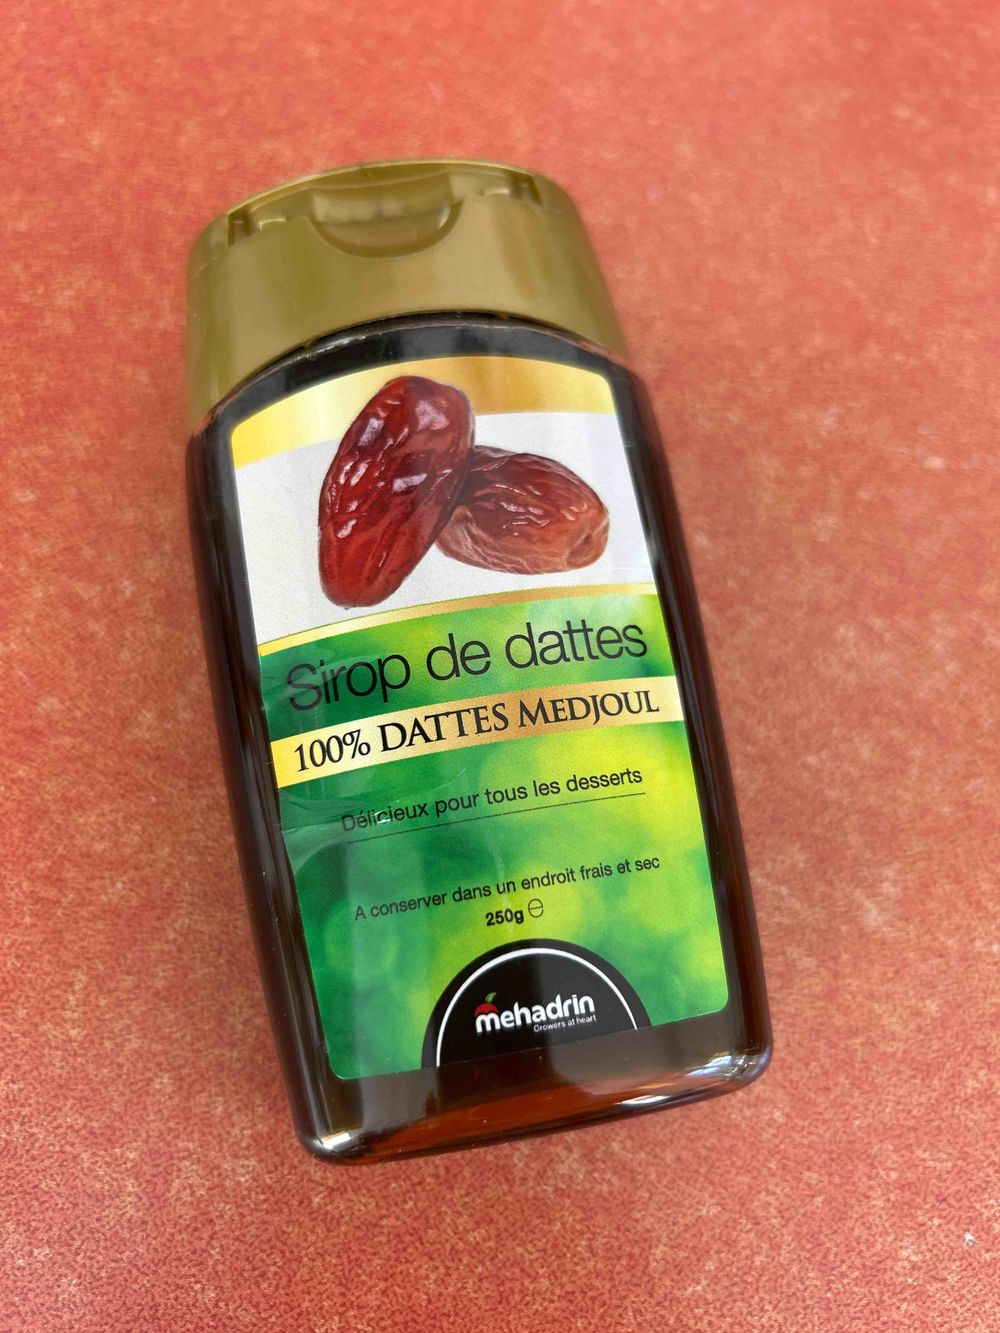 Sirop de dattes
100% DATTES MEDJOUL
Délicieux pour tous les desserts
A conserver dans un endroit frais et sec
250g ℮
mehadrin
Growers at heart